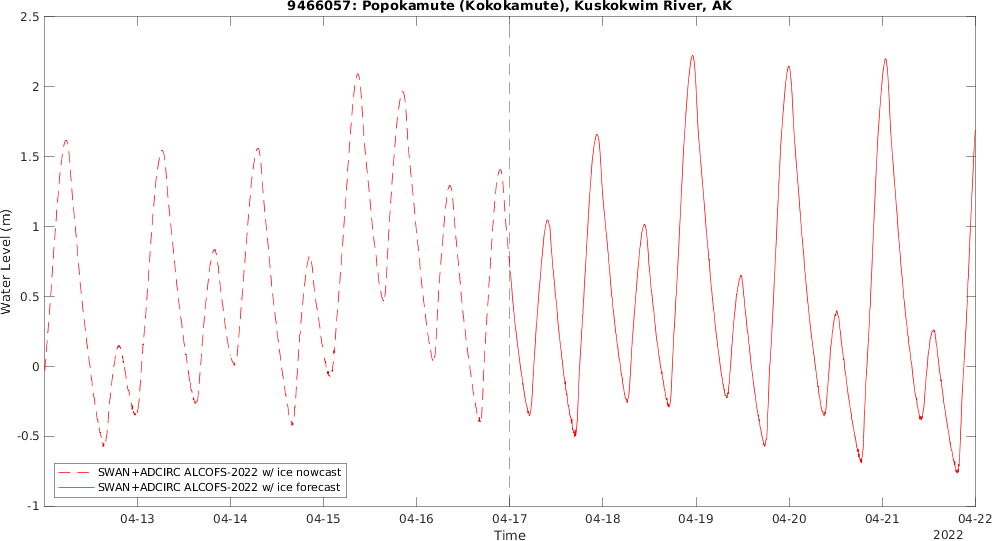 9466057: Popokamute (Kokokamute), Kuskokwim River, AK
2.5
2
1.5
1
0.5
0
-0.5
-1
Water Level (m)
SWAN+ADCIRC ALCOFS-2022 w/ ice nowcast
SWAN+ADCIRC ALCOFS-2022 w/ ice forecast
04-13 04-14 04-15 04-16 04-17 04-18 04-19 04-20 04-21 04-22
Time
2022